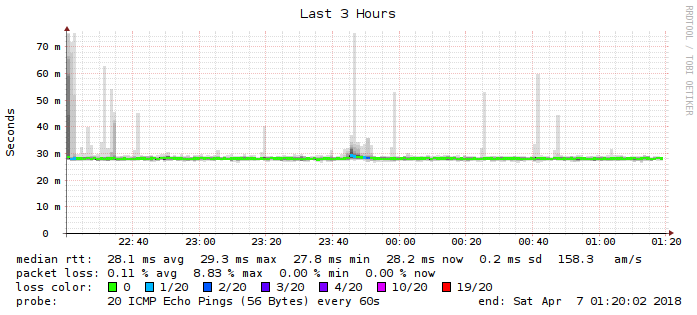 Last 3 Hours
RRDTOOL / TOBI OETIKER
Seconds
70 m
60 m
50 m
40 m
30 m
20 m
10 m
0
22:40 23:00 23:20 23:40 00:00 00:20 00:40 01:00 01:20
median rtt: 28.1 ms avg 29.3 ms max 27.8 ms min 28.2 ms now 0.2 ms sd 158.3 am/s
packet loss: 0.11 % avg 8.83 % max 0.00 % min 0.00 % now
loss color: 0 1/20 2/20 3/20 4/20 10/20 19/20
probe: 20 ICMP Echo Pings (56 Bytes) every 60s end: Sat Apr 7 01:20:02 2018